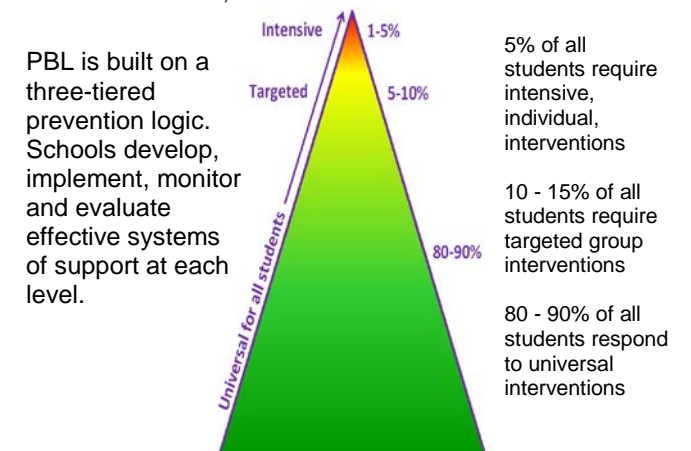 PBL is built on a
three-tiered
prevention logic.
Schools develop,
implement, monitor
and evaluate
effective systems
of support at each
level.
Intensive
1-5%
Targeted
5-10%
80-90%
Universal for all students
5% of all
students require
intensive,
individual,
interventions
10 - 15% of all
students require
targeted group
interventions
80 - 90% of all
students respond
to universal
interventions